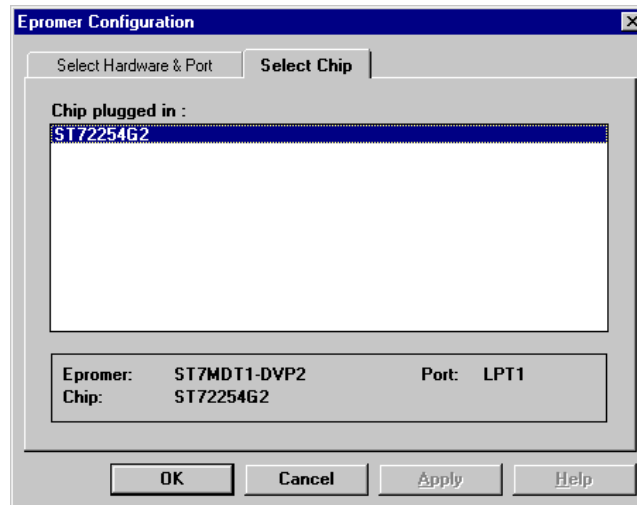 Epromer Configuration
Select Hardware & Port Select Chip
Chip plugged in :
ST72254G2
Epromer: ST7MDT1-DVP2 Port: LPT1
Chip: ST72254G2
OK Cancel Apply Help